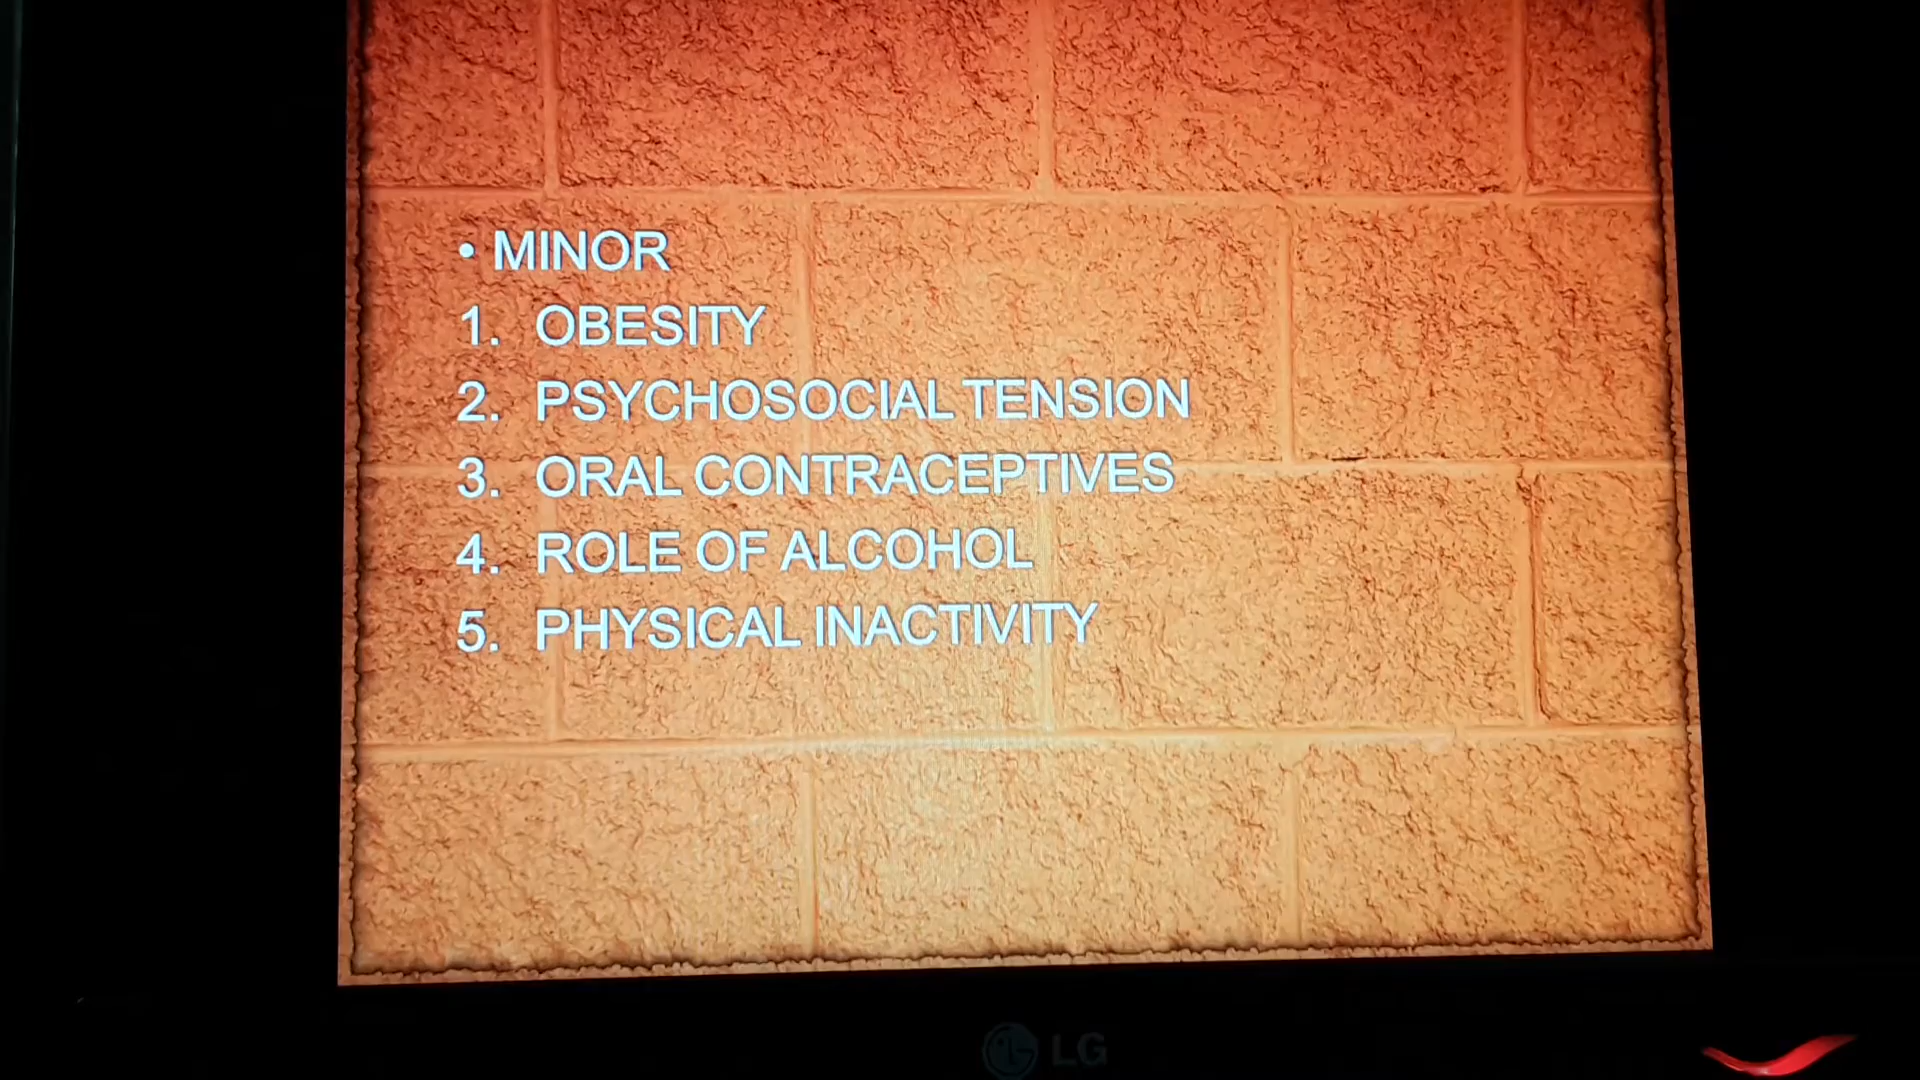 • MINOR
1. OBESITY
2. PSYCHOSOCIAL TENSION
3. ORAL CONTRACEPTIVES
4. ROLE OF ALCOHOL
5. PHYSICAL INACTIVITY
LG